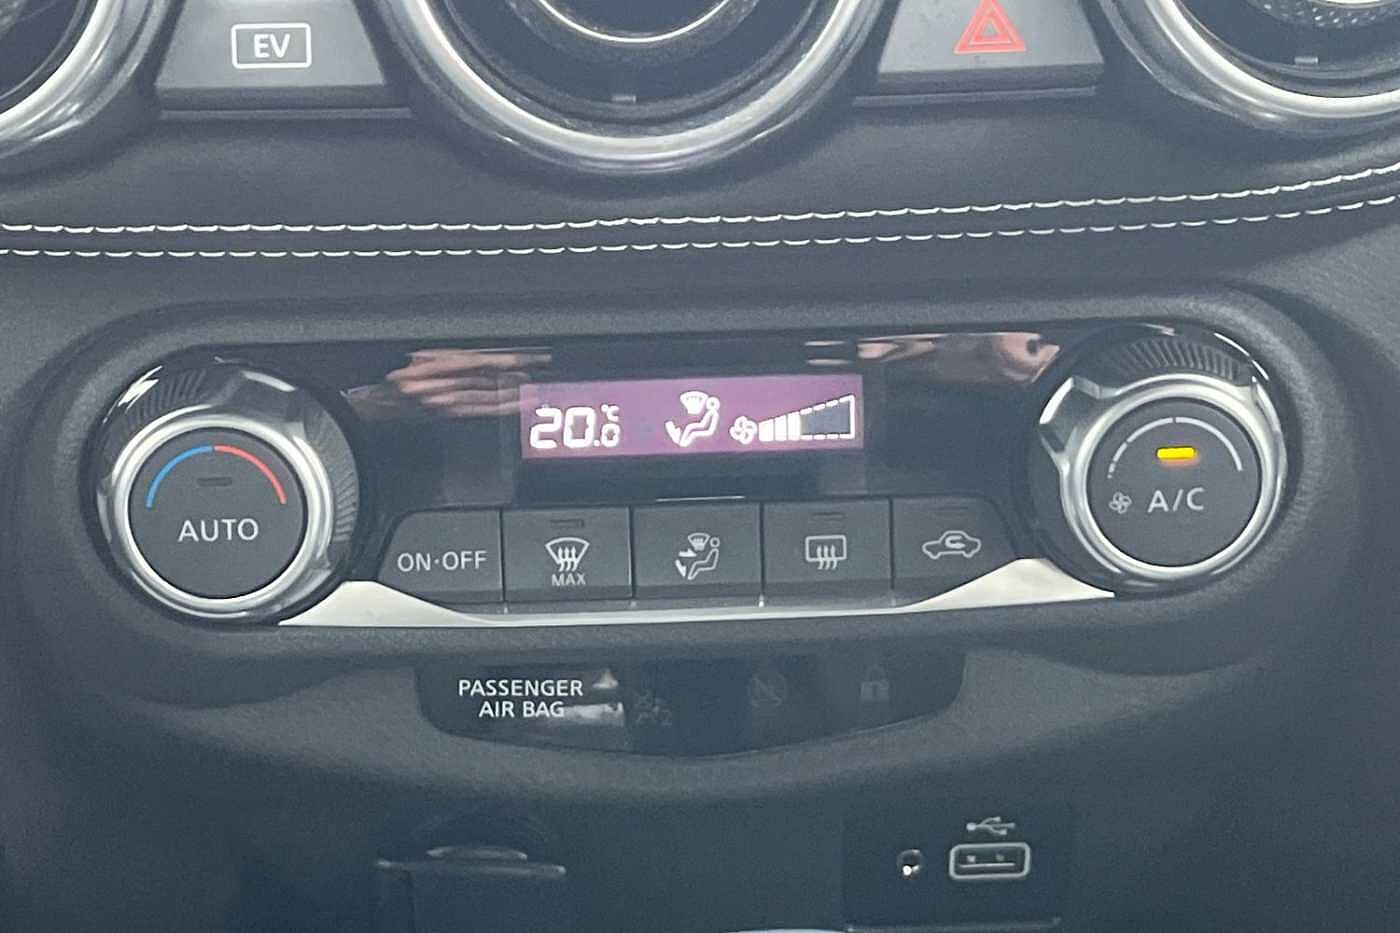 EV
20.0 °C
AUTO
A/C
ON·OFF
MAX
PASSENGER
AIR BAG